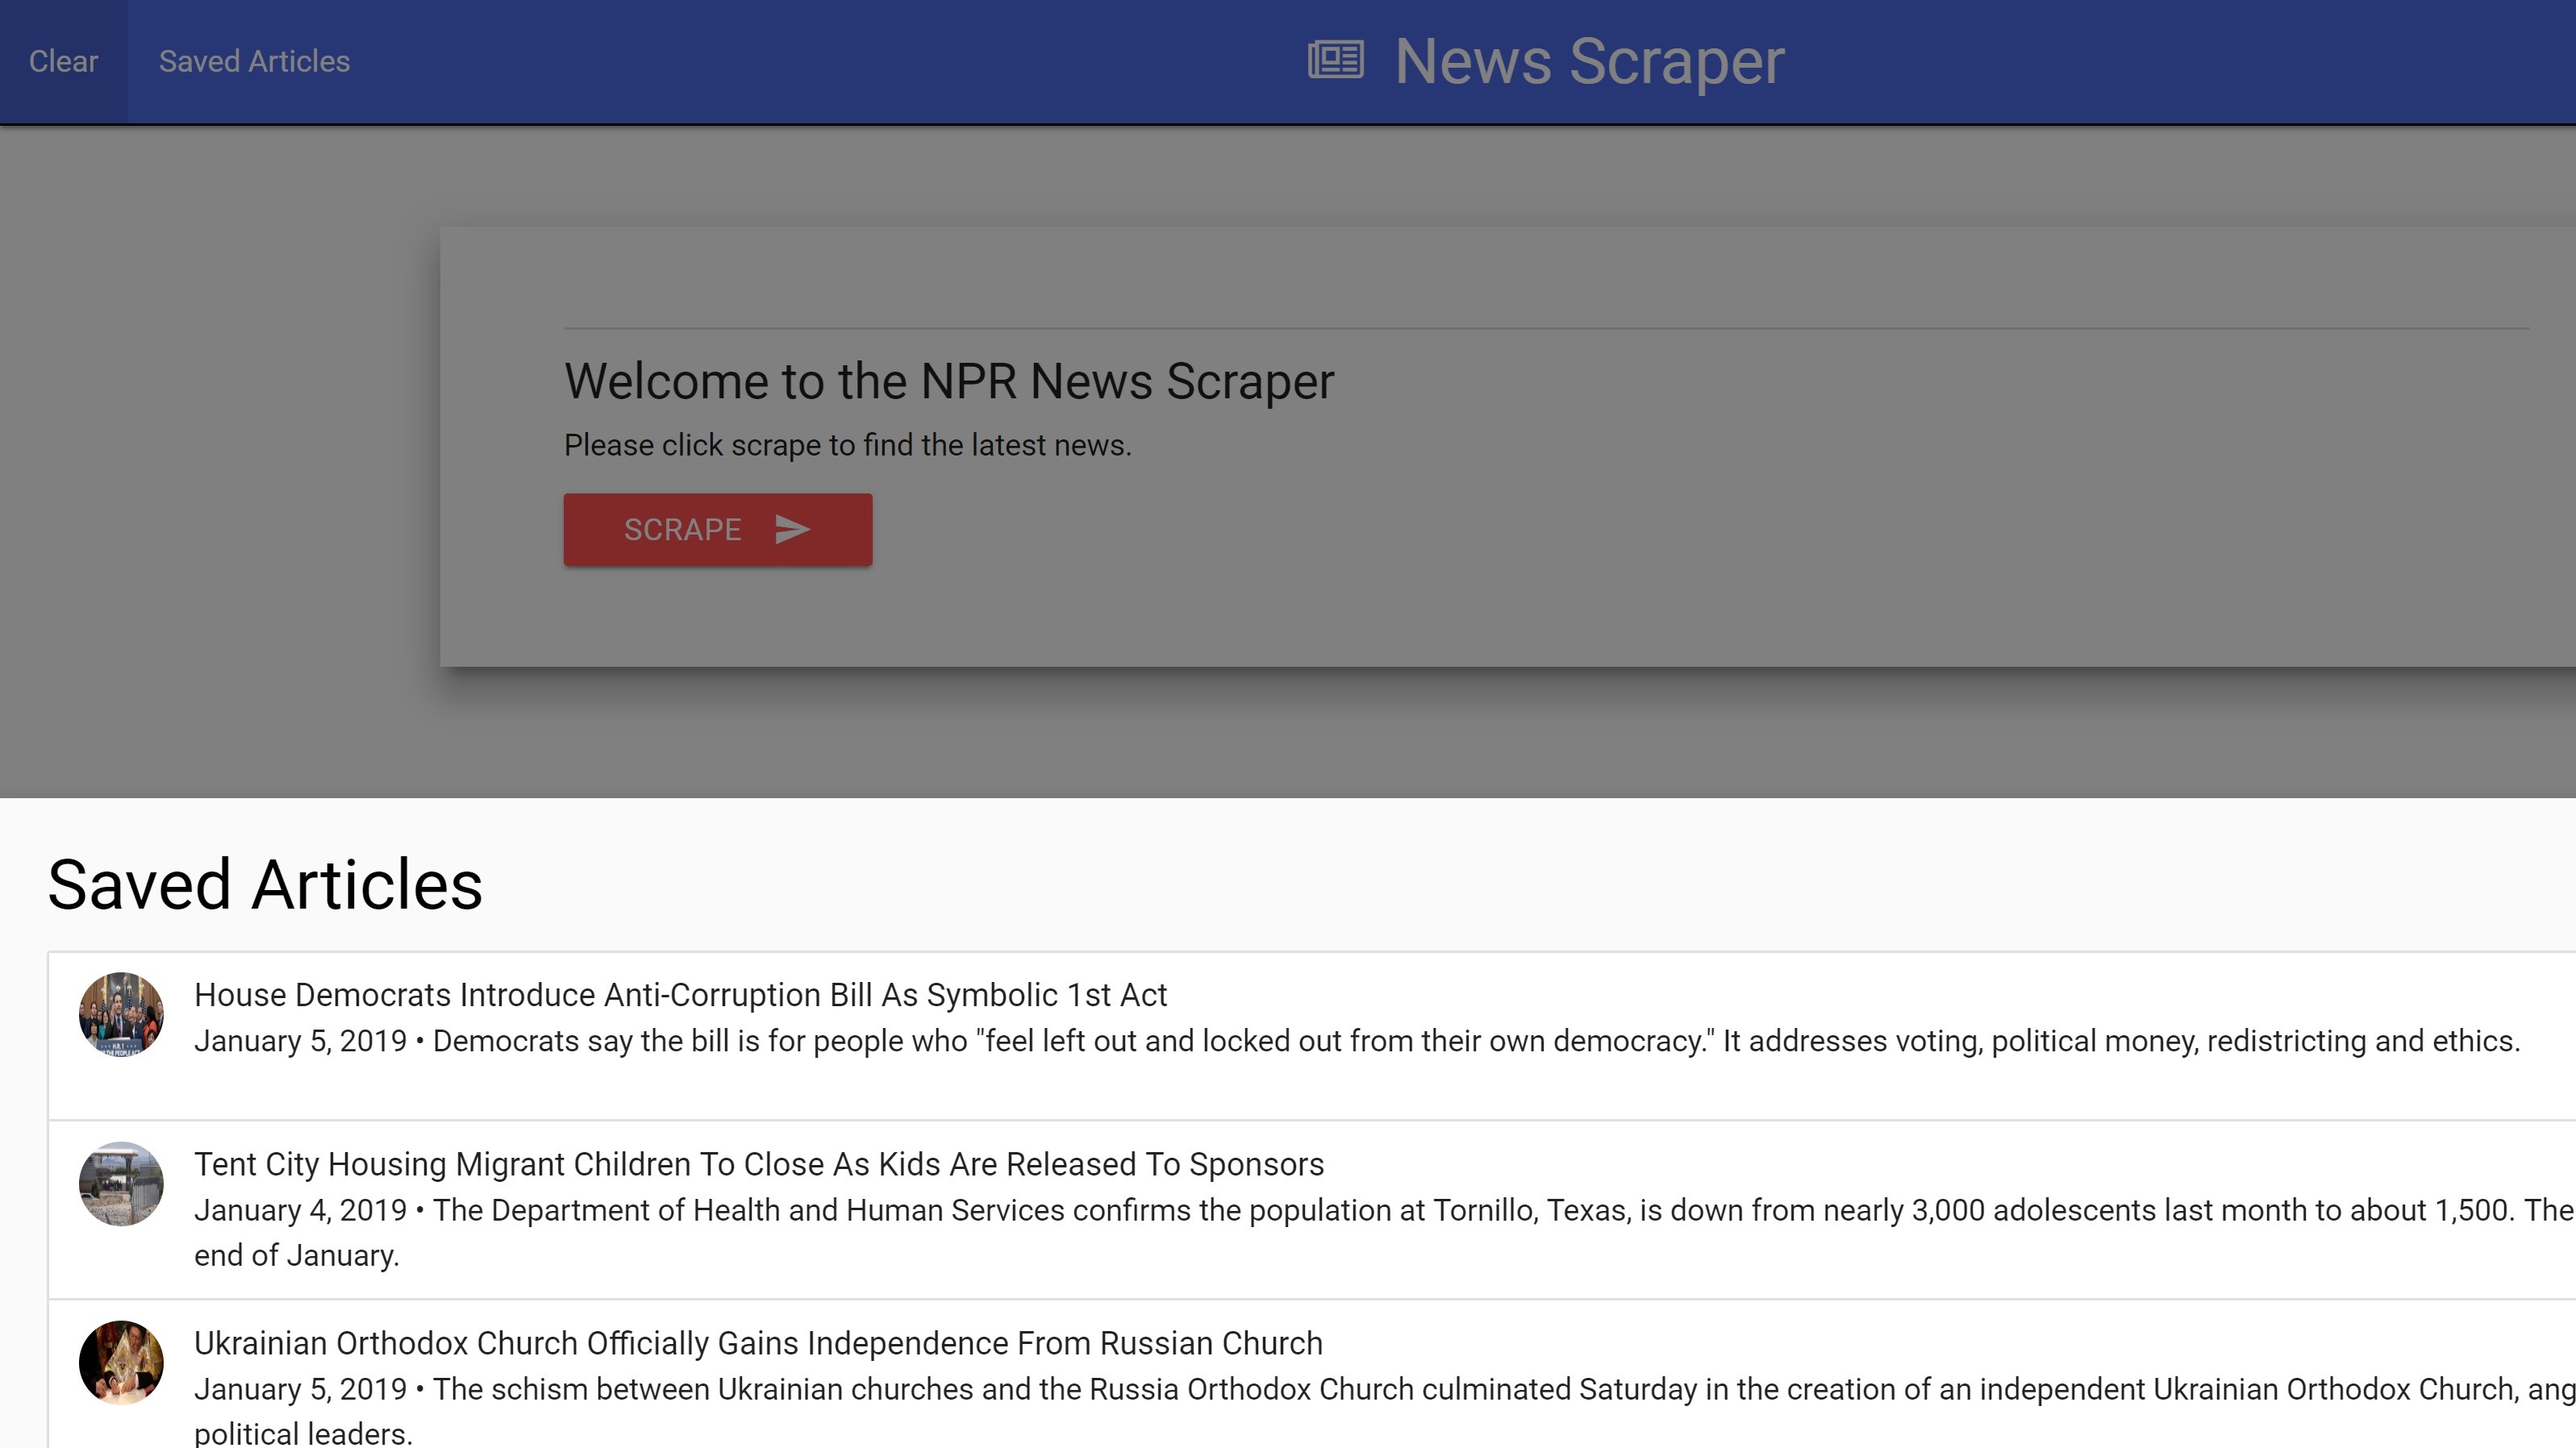 Clear
Saved Articles
News Scraper
Welcome to the NPR News Scraper
Please click scrape to find the latest news.
SCRAPE
Saved Articles
House Democrats Introduce Anti-Corruption Bill As Symbolic 1st Act
January 5, 2019 • Democrats say the bill is for people who "feel left out and locked out from their own democracy." It addresses voting, political money, redistricting and ethics.
Tent City Housing Migrant Children To Close As Kids Are Released To Sponsors
January 4, 2019 • The Department of Health and Human Services confirms the population at Tornillo, Texas, is down from nearly 3,000 adolescents last month to about 1,500. The
end of January.
Ukrainian Orthodox Church Officially Gains Independence From Russian Church
January 5, 2019 • The schism between Ukrainian churches and the Russia Orthodox Church culminated Saturday in the creation of an independent Ukrainian Orthodox Church,
political leaders.